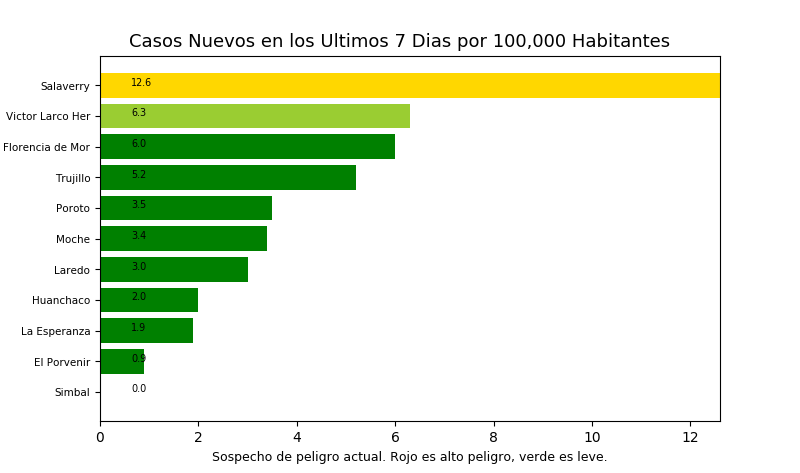 Casos Nuevos en los Ultimos 7 Dias por 100,000 Habitantes
Salaverry 12.6
Victor Larco Her 6.3
Florencia de Mor 6.0
Trujillo 5.2
Poroto 3.5
Moche 3.4
Laredo 3.0
Huanchaco 2.0
La Esperanza 1.9
El Porvenir 0.9
Simbal 0.0
0 2 4 6 8 10 12
Sospecho de peligro actual. Rojo es alto peligro, verde es leve.